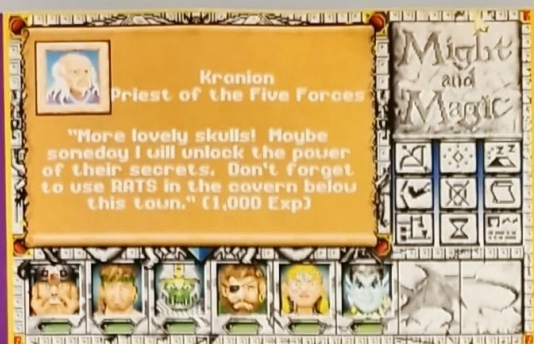 Kranion
Priest of the Five Forces
"More lovely skulls! Maybe
someday I will unlock the power
of their secrets. Don't forget
to use RATS in the cavern below
this town." (1,000 Exp)
Might
and
Magic